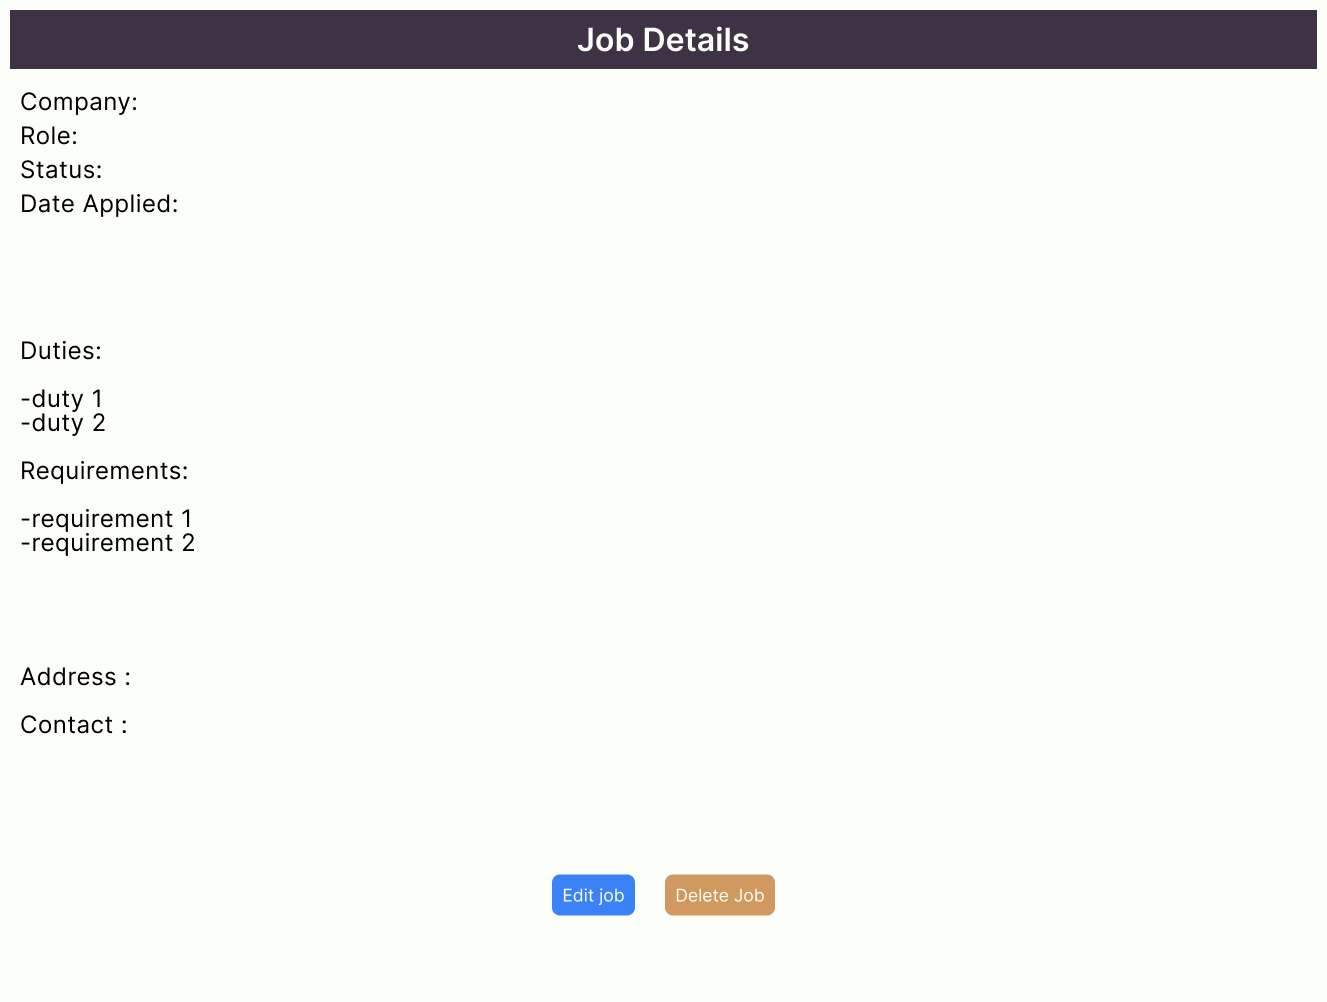 Job Details
Company:
Role:
Status:
Date Applied:
Duties:
-duty 1
-duty 2
Requirements:
-requirement 1
-requirement 2
Address :
Contact :
Edit job Delete Job